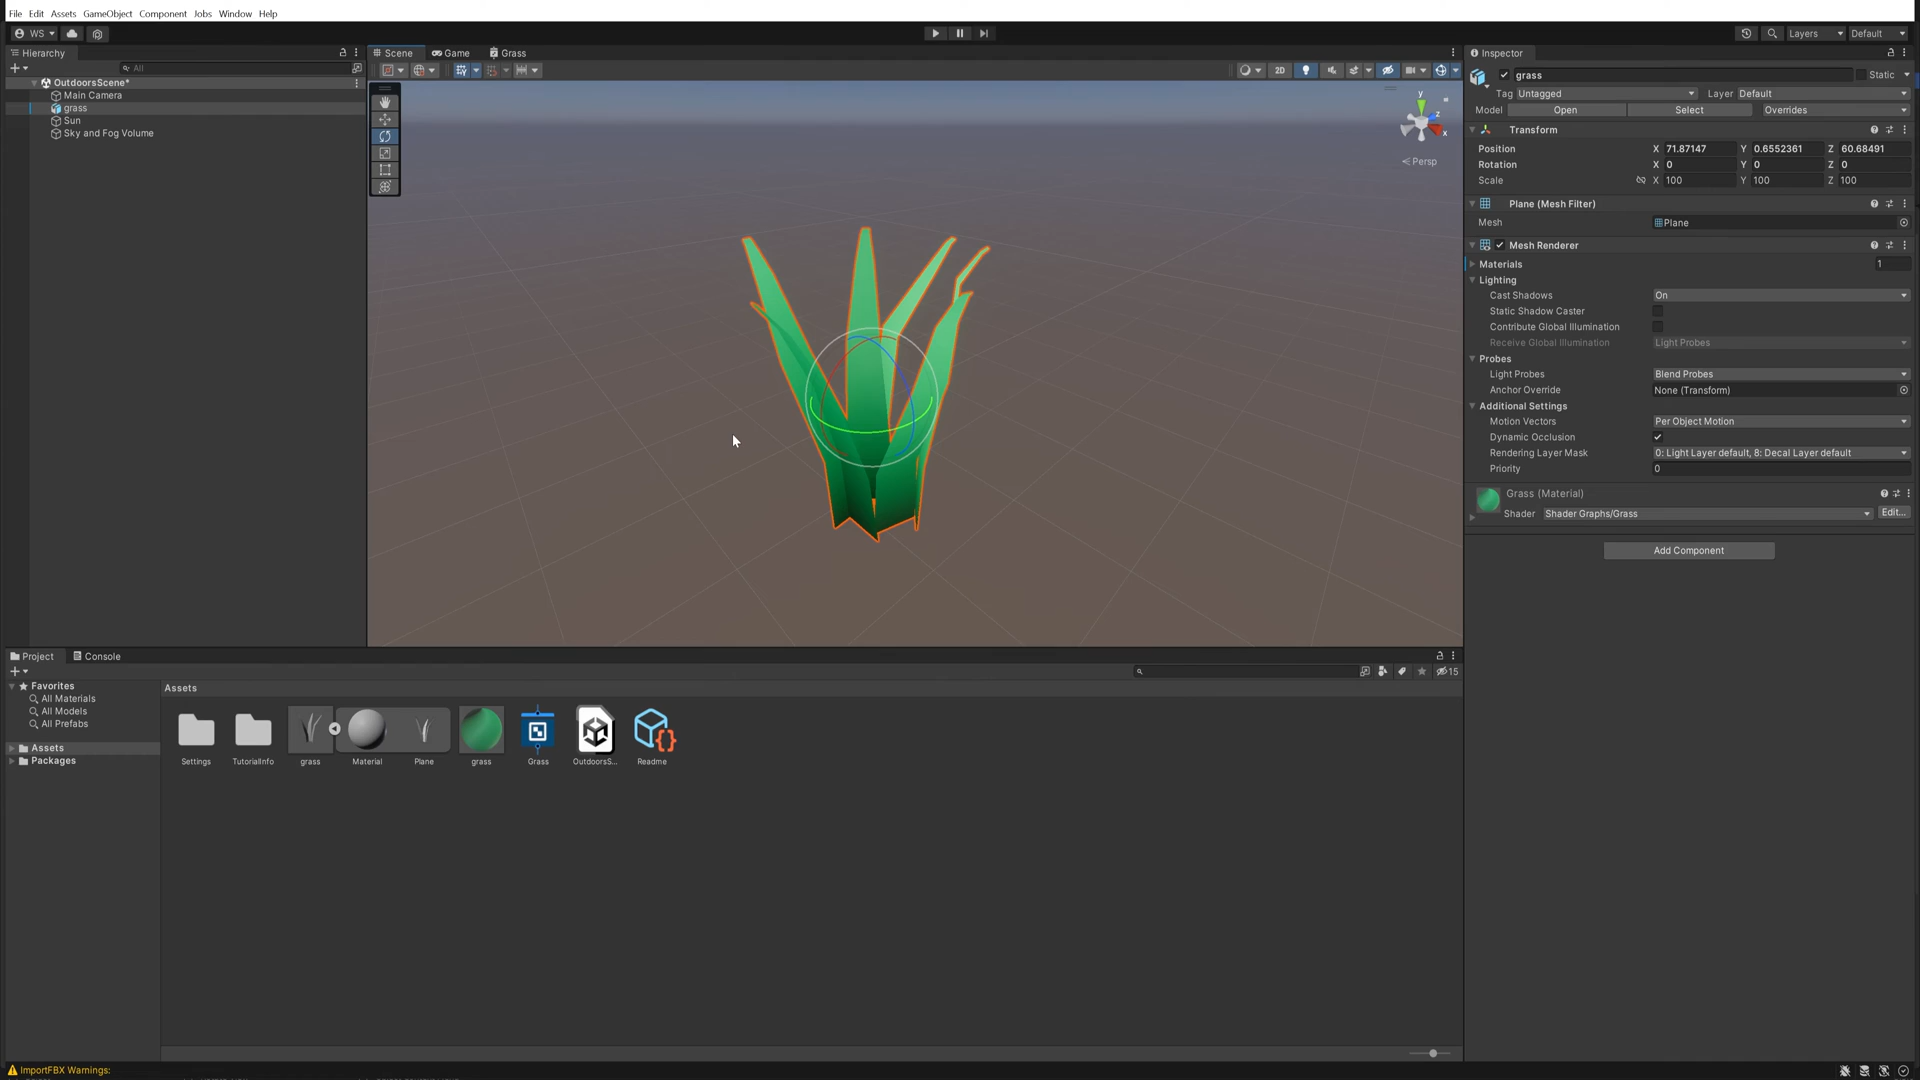 File Edit Assets GameObject Component Jobs Window Help
WS Layers Default
Hierarchy Scene Game Grass Inspector
All
OutdoorsScene*
Main Camera
grass
Sun
Sky and Fog Volume
2D
y
z
x
Persp
grass Static
Tag Untagged Layer Default
Model Open Select Overrides
Transform
Position X 71.87147 Y 0.6552361 Z 60.68491
Rotation X 0 Y 0 Z 0
Scale X 100 Y 100 Z 100
Plane (Mesh Filter)
Mesh Plane
Mesh Renderer
Materials 1
Lighting
Cast Shadows On
Static Shadow Caster
Contribute Global Illumination
Receive Global Illumination Light Probes
Probes
Light Probes Blend Probes
Anchor Override None (Transform)
Additional Settings
Motion Vectors Per Object Motion
Dynamic Occlusion
Rendering Layer Mask 0: Light Layer default, 8: Decal Layer default
Priority 0
Grass (Material)
Shader Shader Graphs/Grass Edit...
Add Component
Project Console
15
Favorites
All Materials
All Models
All Prefabs
Assets
Packages
Assets
Settings TutorialInfo grass Material Plane grass Grass OutdoorsS... Readme
ImportFBX Warnings: